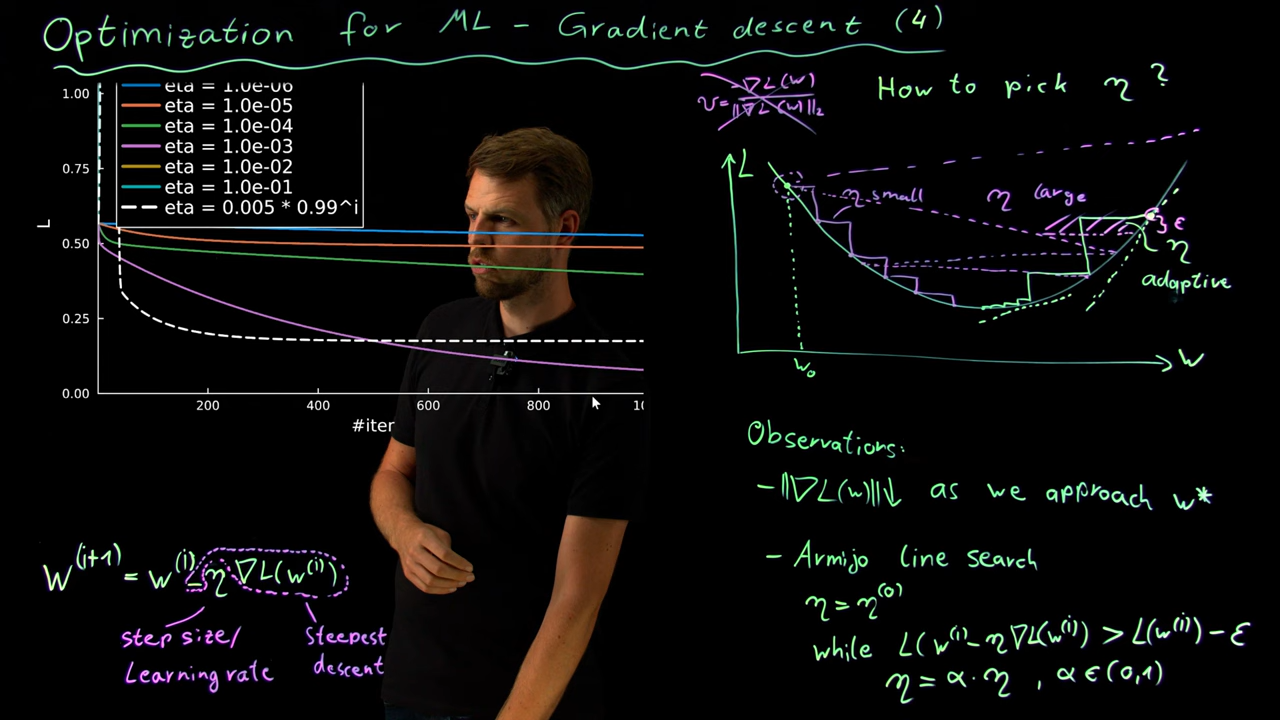 Optimization for ML - Gradient descent (4)
1.00
0.75
0.50
0.25
0.00
L
eta = 1.0e-06
eta = 1.0e-05
eta = 1.0e-04
eta = 1.0e-03
eta = 1.0e-02
eta = 1.0e-01
eta = 0.005 * 0.99^i
200 400 600 800 10
#iter
w^(i+1) = w^(i) - η ∇L(w^(i))
step size/
Learning rate
Steepest
descent
v = ∇L(w) / ||∇L(w)||₂
How to pick η ?
L
η small
η large
ε
η
adaptive
w₀
w
Observations:
- ||∇L(w)||↓ as we approach w*
- Armijo line search
η = η^(0)
while L(w^(i) - η∇L(w^(i)) > L(w^(i)) - ε
η = α · η , α ∈ (0,1)